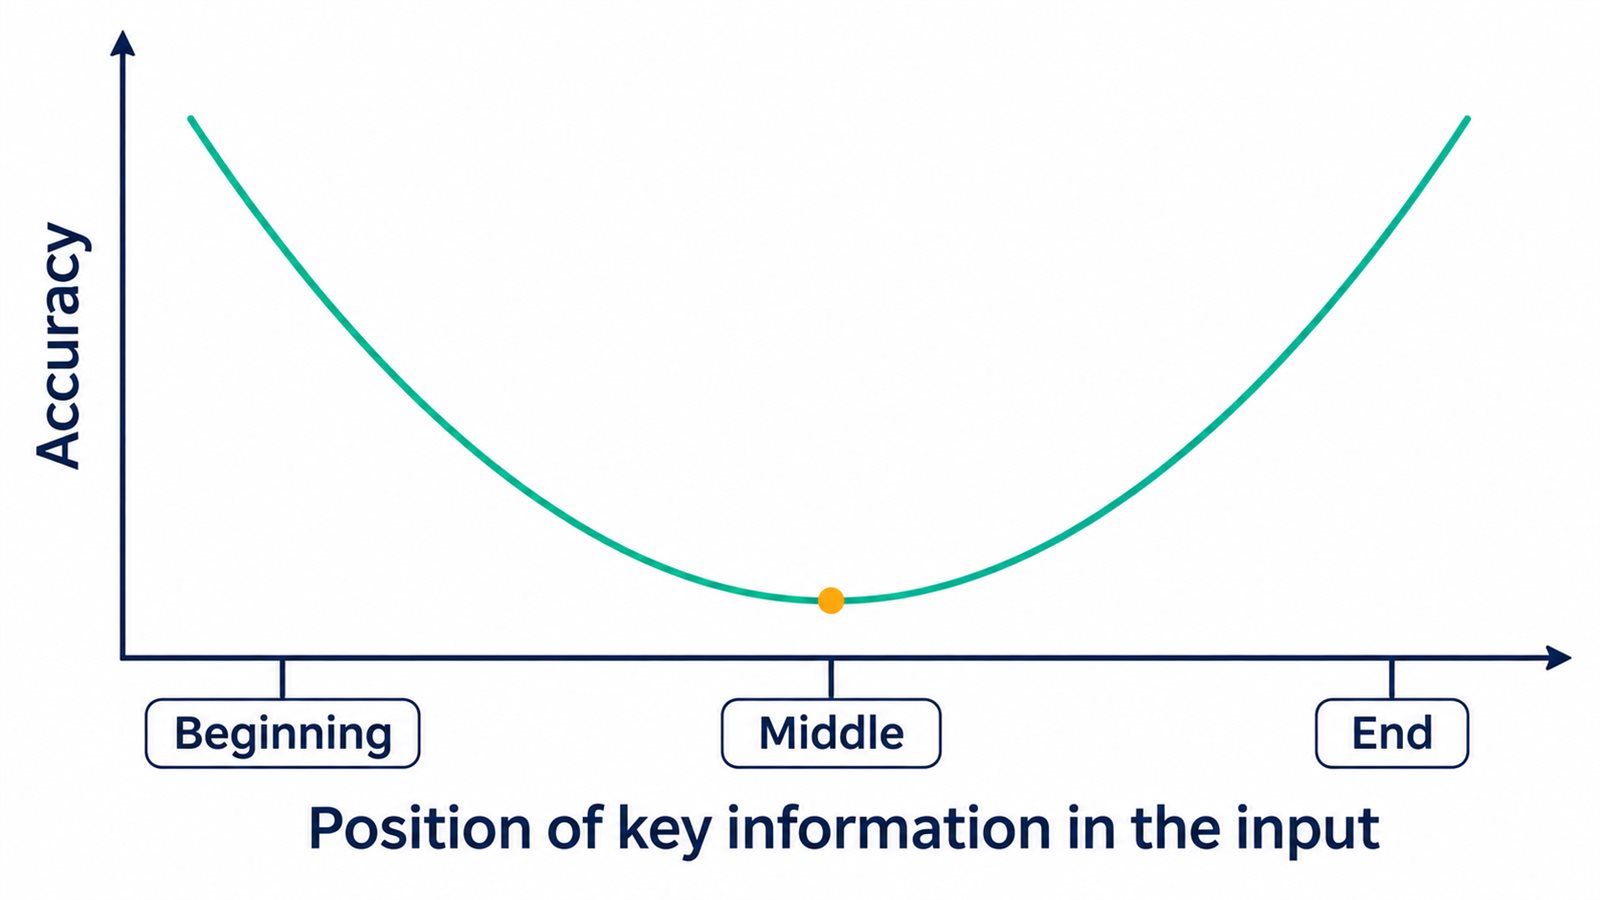 Accuracy
Beginning
Middle
End
Position of key information in the input